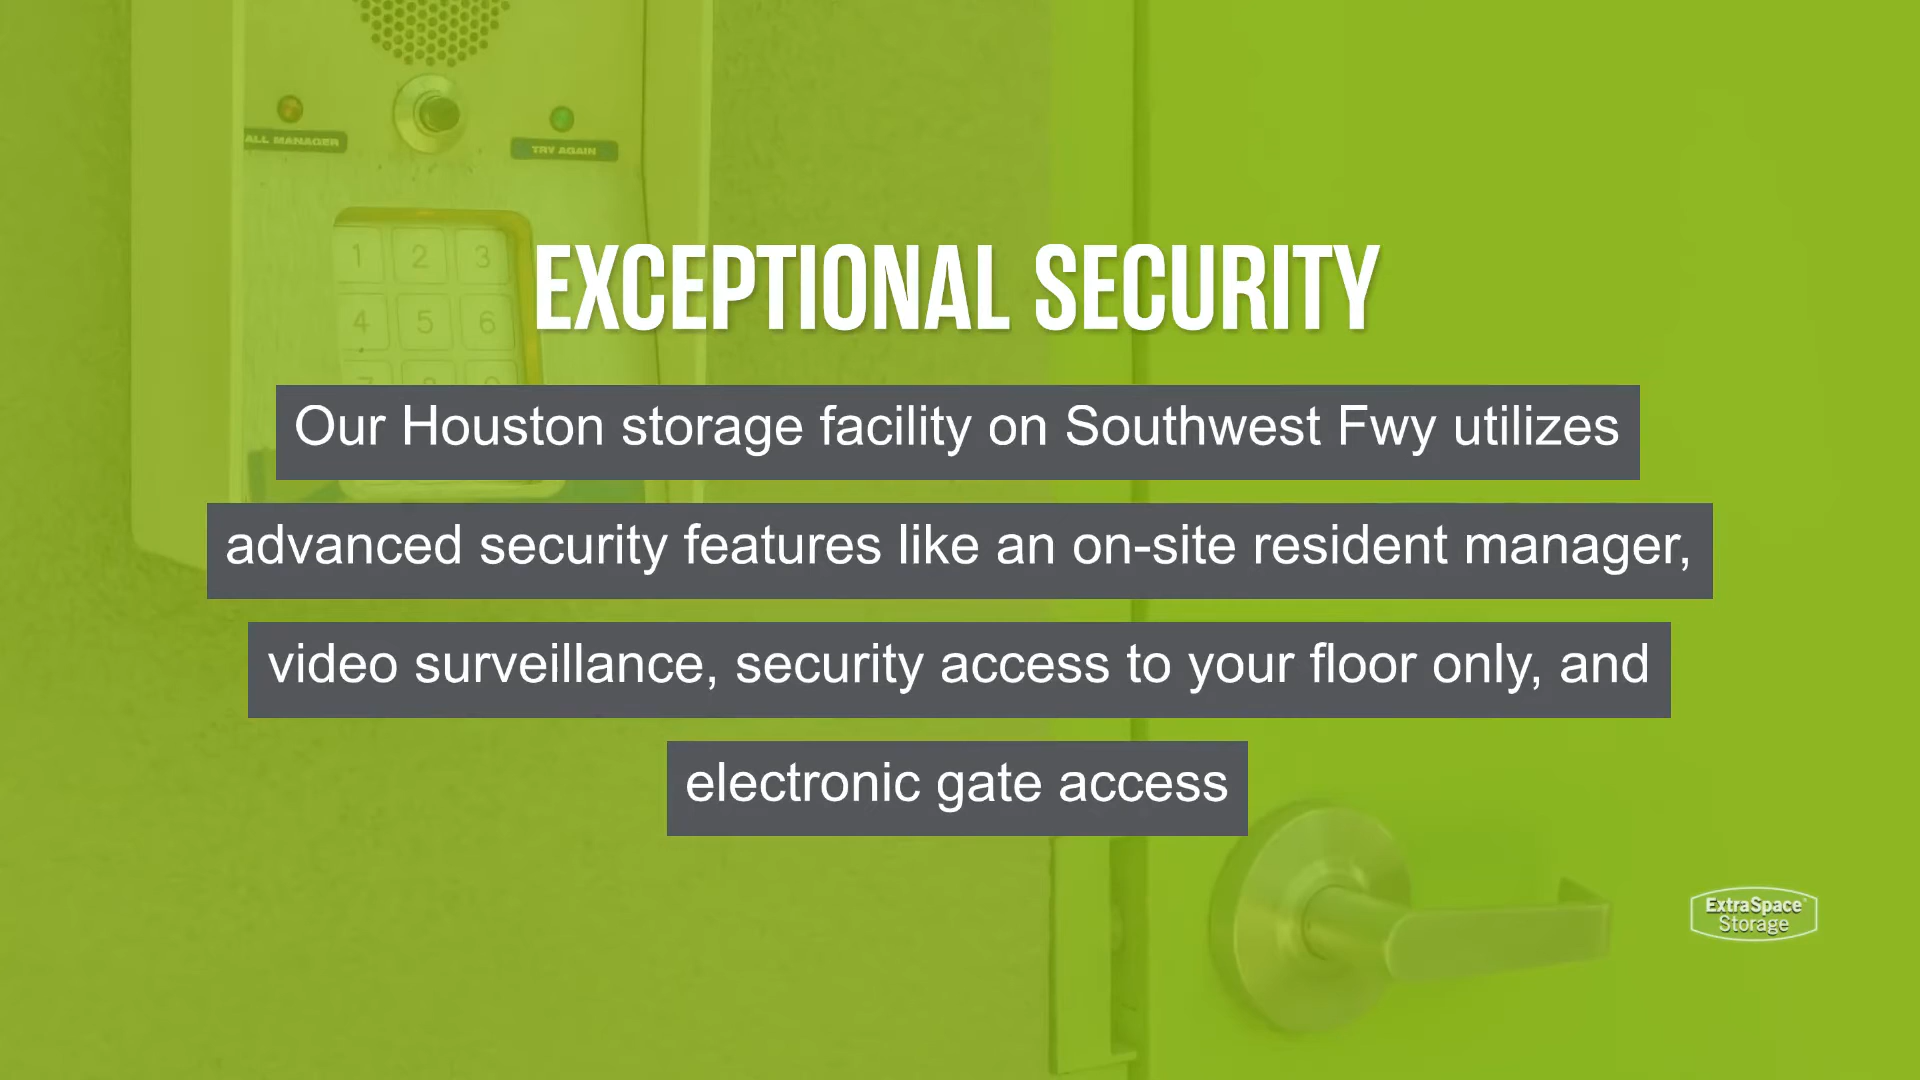 ALL MANAGER
TRY AGAIN
1 2 3
4 5 6
EXCEPTIONAL SECURITY
Our Houston storage facility on Southwest Fwy utilizes
advanced security features like an on-site resident manager,
video surveillance, security access to your floor only, and
electronic gate access
ExtraSpace
Storage